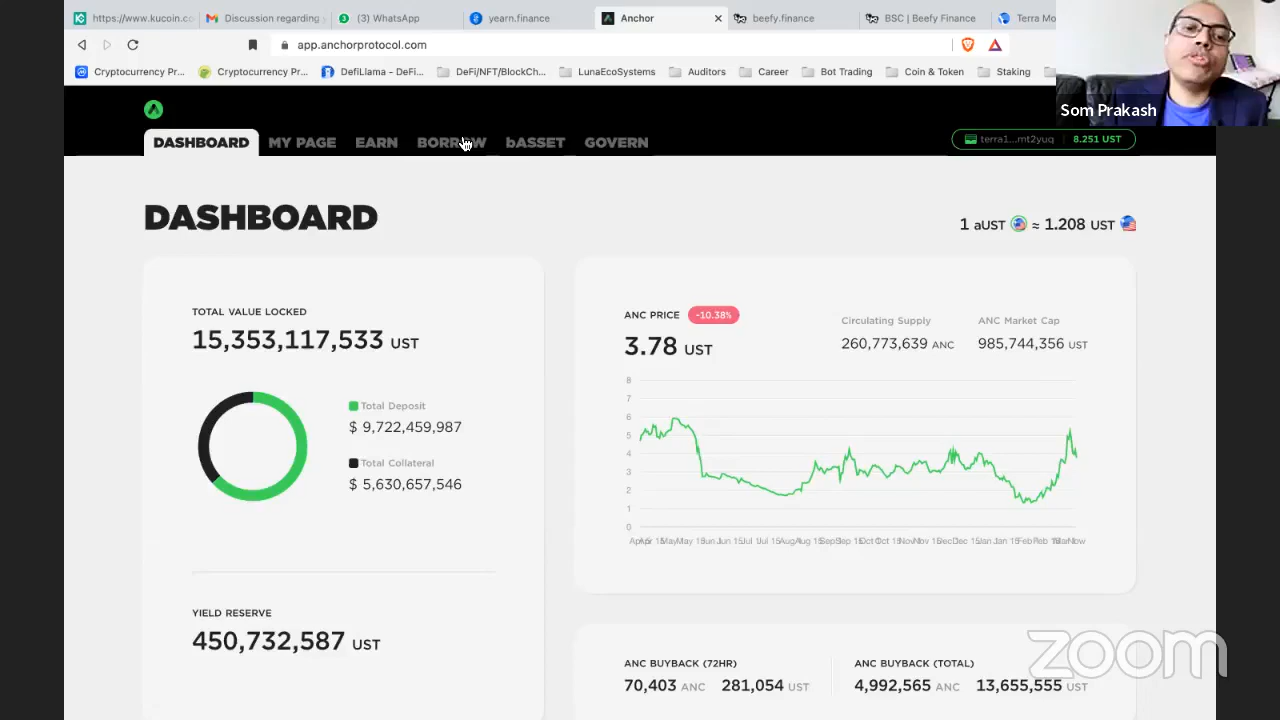 https://www.kucoin.co
Discussion regarding
(3) WhatsApp
yearn.finance
Anchor
beefy.finance
BSC | Beefy Finance
Terra Mo
app.anchorprotocol.com
Cryptocurrency Pr...
Cryptocurrency Pr...
DefiLlama - DeFi...
DeFi/NFT/BlockCh...
LunaEcoSystems
Auditors
Career
Bot Trading
Coin & Token
Staking
Som Prakash
DASHBOARD
MY PAGE
EARN
BORROW
bASSET
GOVERN
terra1...mt2yuq
8.251 UST
DASHBOARD
1 aUST ≈ 1.208 UST
TOTAL VALUE LOCKED
15,353,117,533 UST
Total Deposit
$ 9,722,459,987
Total Collateral
$ 5,630,657,546
YIELD RESERVE
450,732,587 UST
ANC PRICE -10.38%
3.78 UST
Circulating Supply
260,773,639 ANC
ANC Market Cap
985,744,356 UST
8
7
6
5
4
3
2
1
0
ANC BUYBACK (72HR)
70,403 ANC 281,054 UST
ANC BUYBACK (TOTAL)
4,992,565 ANC 13,655,555 UST
zoom